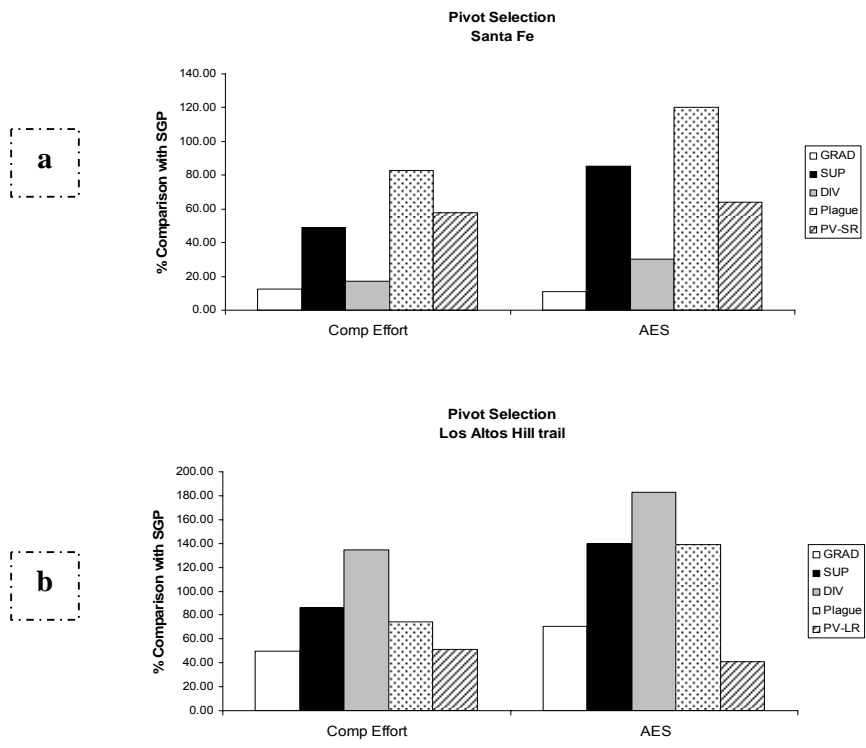 Pivot Selection
Santa Fe
a
% Comparison with SGP
140.00
120.00
100.00
80.00
60.00
40.00
20.00
0.00
Comp Effort
AES
GRAD
SUP
DIV
Plague
PV-SR
Pivot Selection
Los Altos Hill trail
b
% Comparison with SGP
200.00
180.00
160.00
140.00
120.00
100.00
80.00
60.00
40.00
20.00
0.00
Comp Effort
AES
GRAD
SUP
DIV
Plague
PV-LR